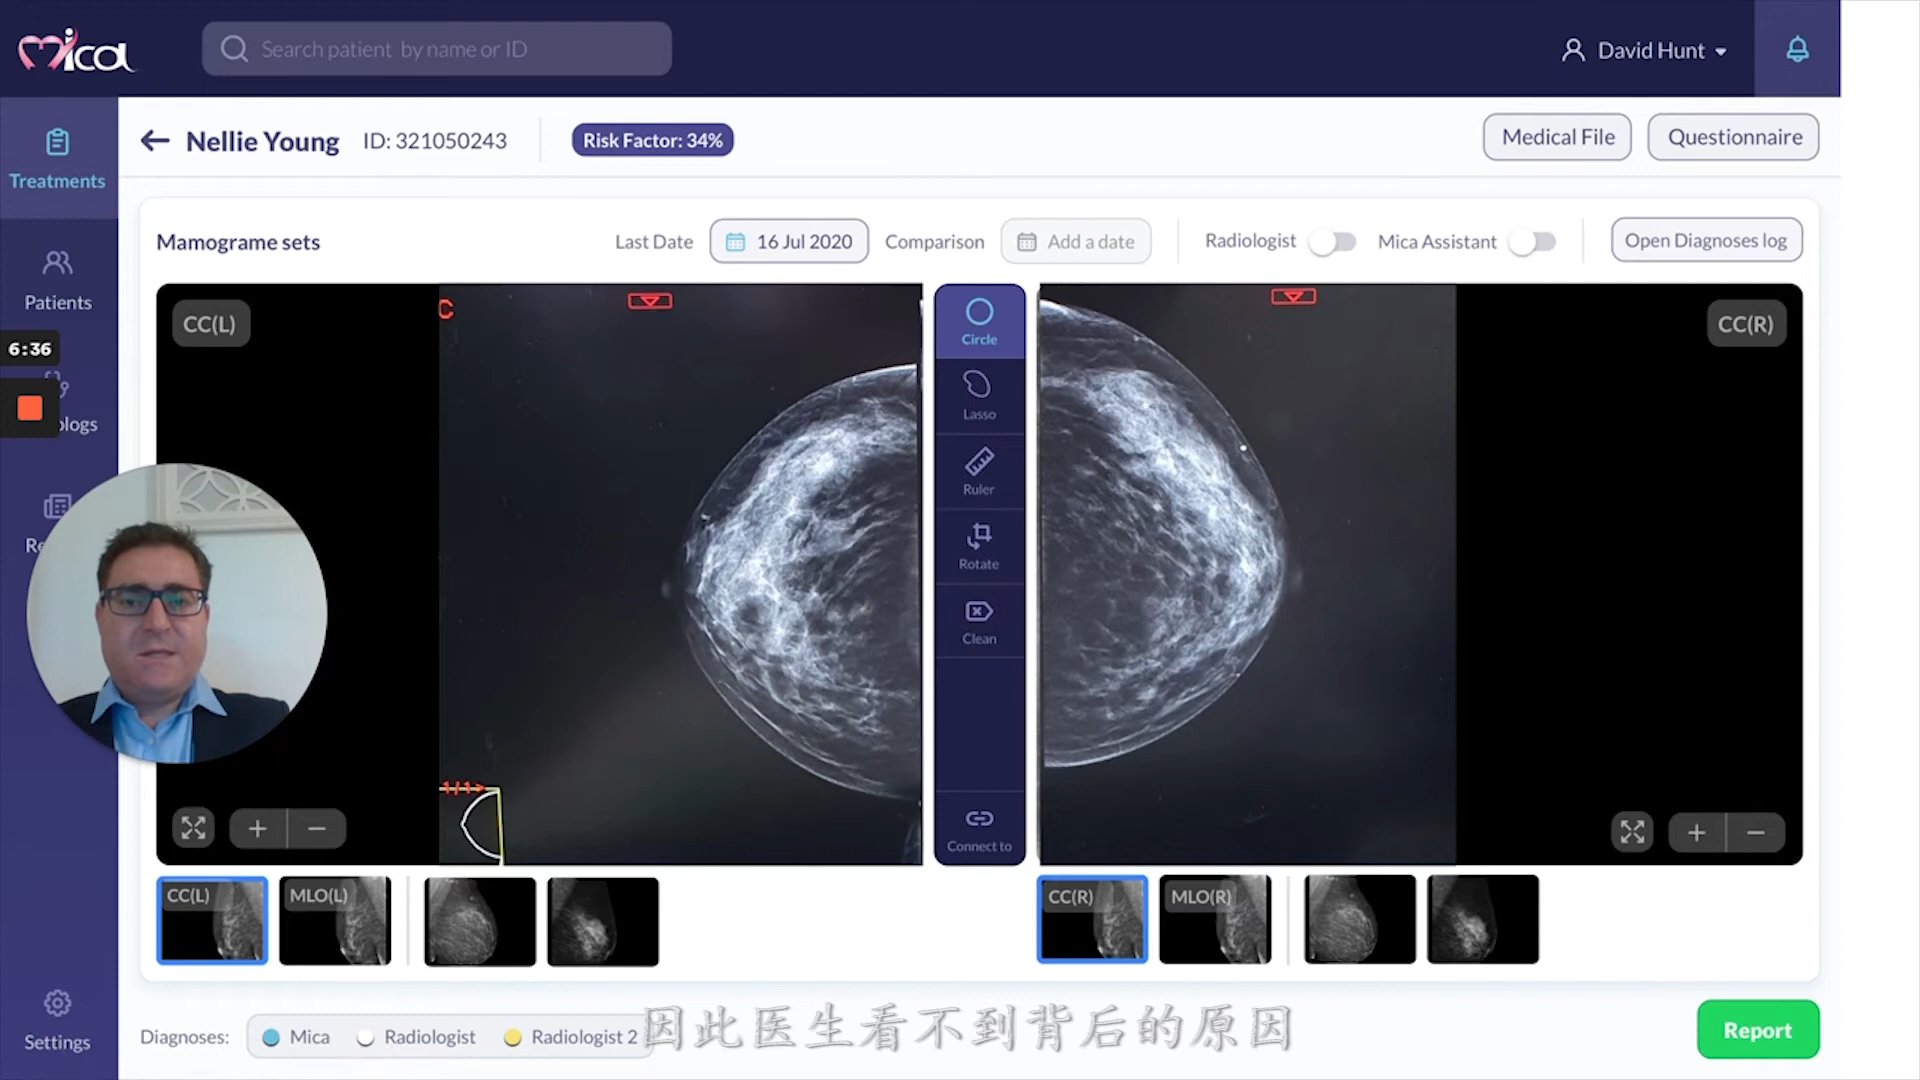 mica
Search patient by name or ID
David Hunt
Treatments
Nellie Young
ID: 321050243
Risk Factor: 34%
Medical File
Questionnaire
Mamograme sets
Last Date
16 Jul 2020
Comparison
Add a date
Radiologist
Mica Assistant
Open Diagnoses log
Patients
6:36
logs
CC(L)
C
Circle
Lasso
Ruler
Rotate
Clean
Connect to
CC(R)
1/1
CC(L)
MLO(L)
CC(R)
MLO(R)
Settings
Diagnoses:
Mica
Radiologist
Radiologist 2
因此医生看不到背后的原因
Report